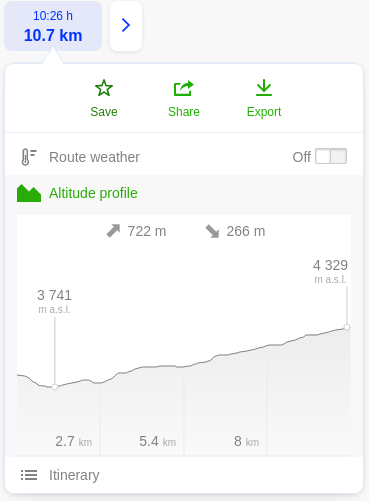 10:26 h
10.7 km
Save
Share
Export
Route weather
Off
Altitude profile
722 m
266 m
4 329
m a.s.l.
3 741
m a.s.l.
2.7 km
5.4 km
8 km
Itinerary